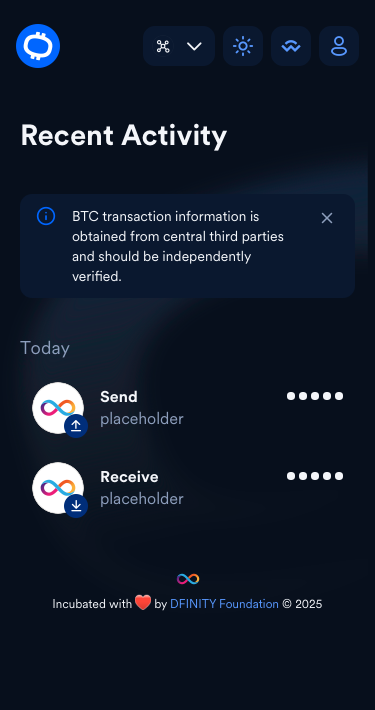 Recent Activity
BTC transaction information is
obtained from central third parties
and should be independently
verified.
Today
Send
placeholder
Receive
placeholder
Incubated with ❤️ by DFINITY Foundation © 2025